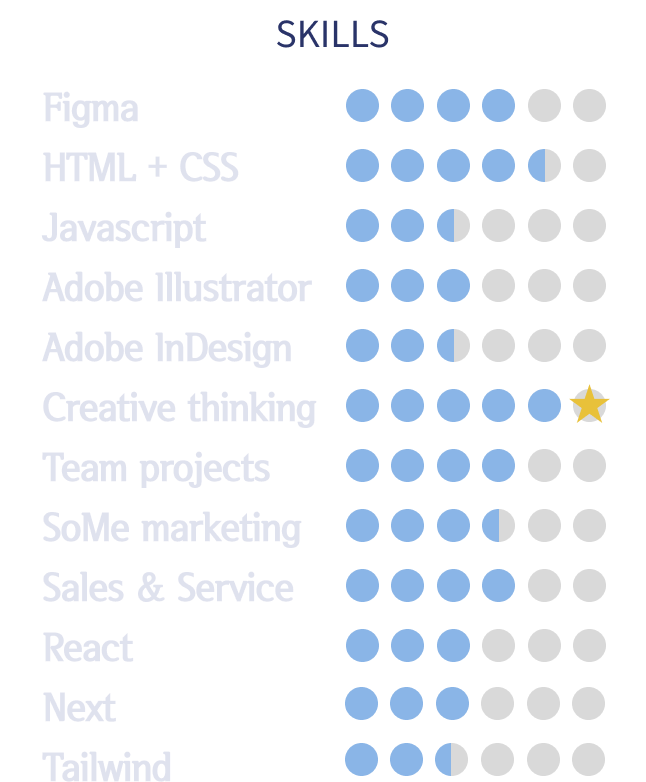 SKILLS
Figma
HTML + CSS
Javascript
Adobe Illustrator
Adobe InDesign
Creative thinking
Team projects
SoMe marketing
Sales & Service
React
Next
Tailwind